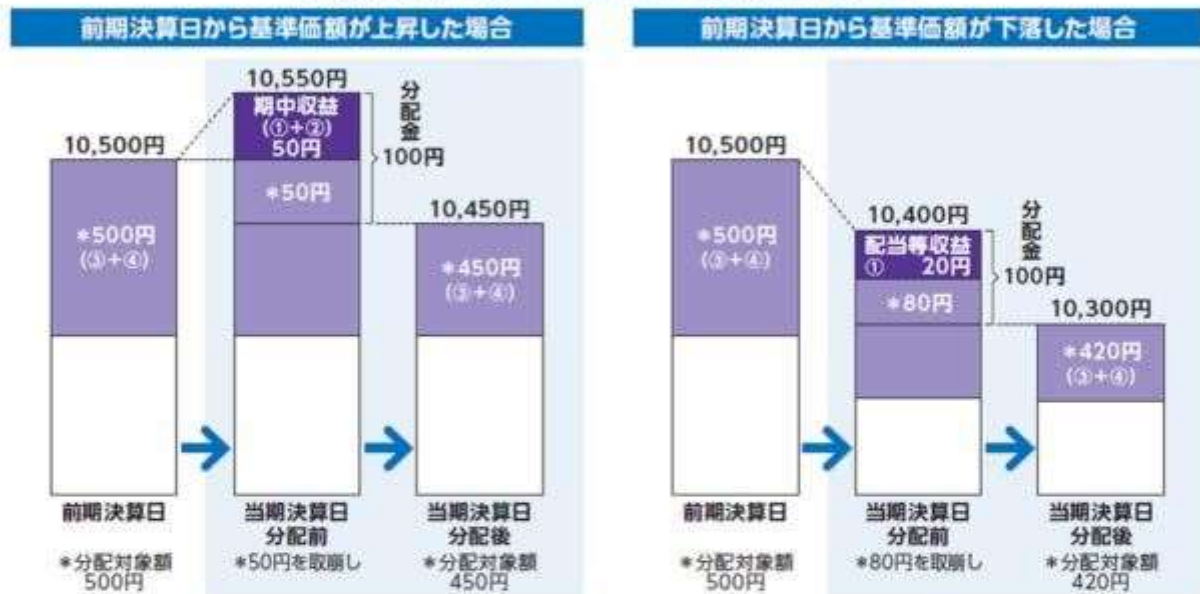 前期決算日から基準価額が上昇した場合
10,550円
期中収益
(①+②)
50円
分配金
100円
10,500円
*50円
10,450円
*500円
(③+④)
*450円
(③+④)
前期決算日
当期決算日
分配前
当期決算日
分配後
*分配対象額
500円
*50円を取崩し
*分配対象額
450円
前期決算日から基準価額が下落した場合
10,500円
10,400円
配当等収益
① 20円
分配金
100円
*500円
(③+④)
*80円
10,300円
*420円
(③+④)
前期決算日
当期決算日
分配前
当期決算日
分配後
*分配対象額
500円
*80円を取崩し
*分配対象額
420円